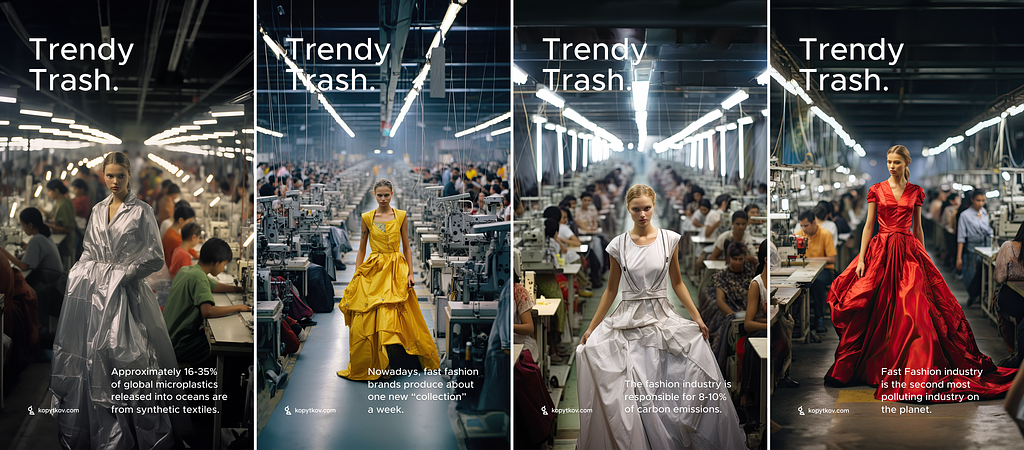 Trendy
Trash.
Approximately 16-35%
of global microplastics
released into oceans are
from synthetic textiles.
kopytkov.com
Trendy
Trash.
Nowadays, fast fashion
brands produce about
one new “collection”
a week.
kopytkov.com
Trendy
Trash.
The fashion industry is
responsible for 8-10%
of carbon emissions.
kopytkov.com
Trendy
Trash.
Fast Fashion industry
is the second most
polluting industry on
the planet.
kopytkov.com